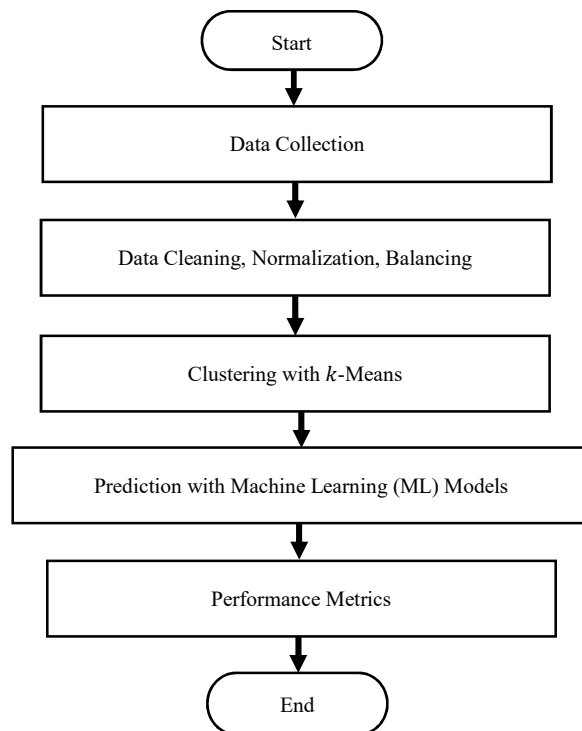 Start
Data Collection
Data Cleaning, Normalization, Balancing
Clustering with k-Means
Prediction with Machine Learning (ML) Models
Performance Metrics
End